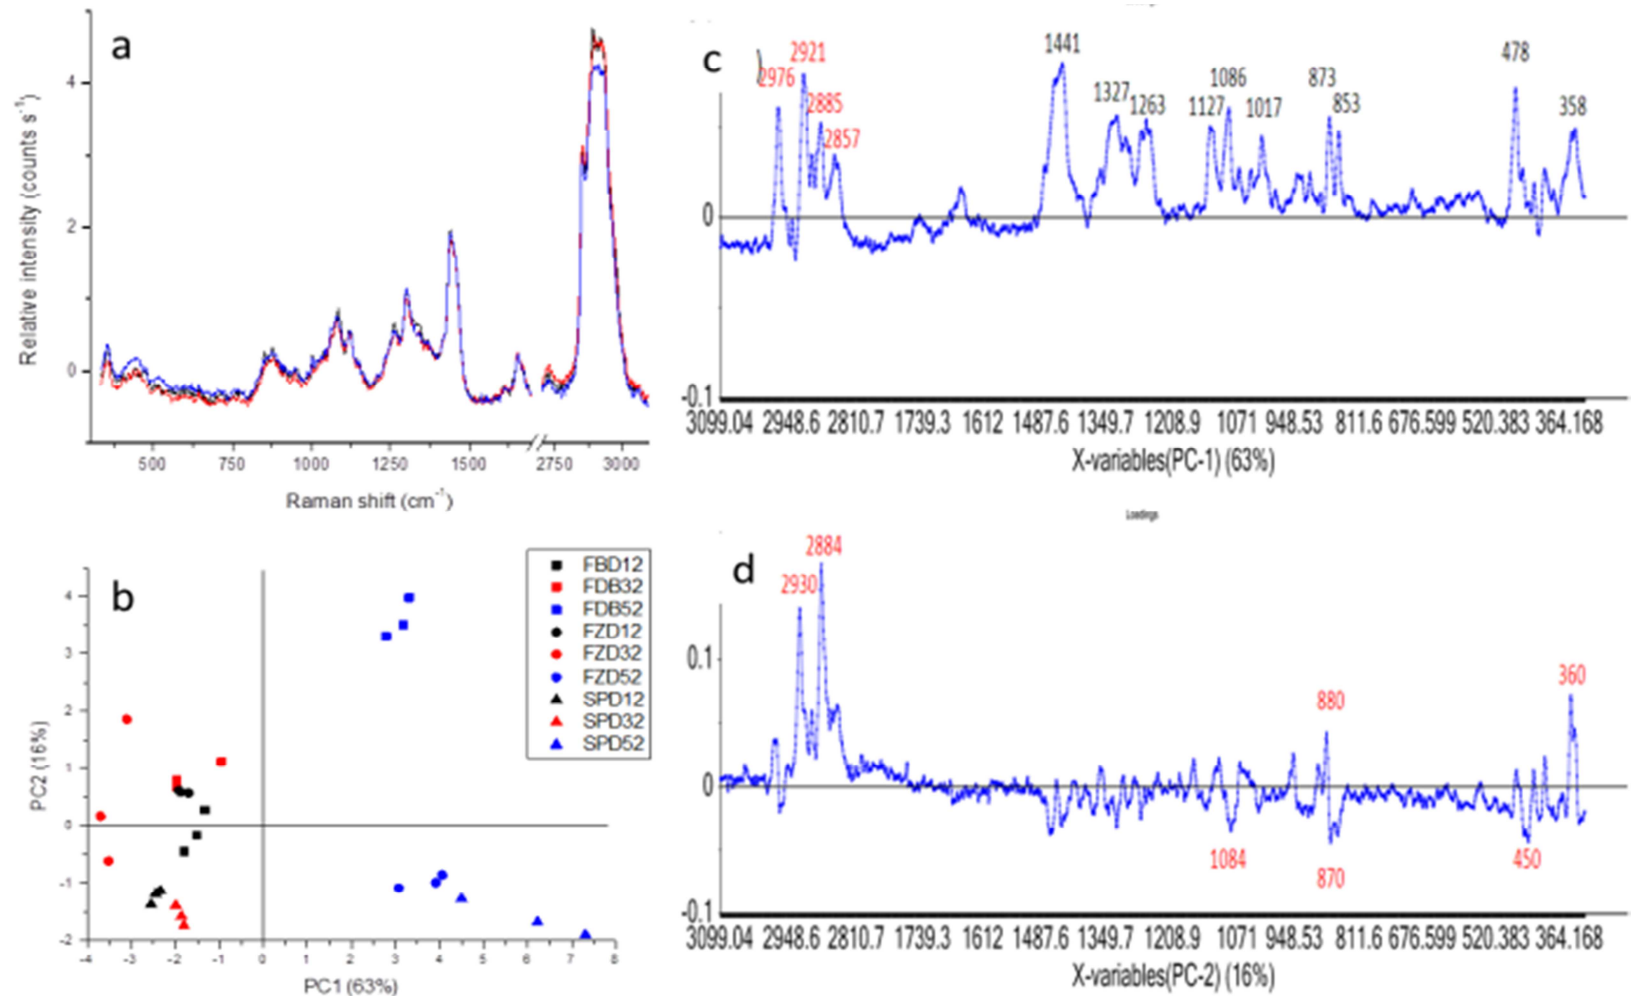 a
4
2
0
Relative intensity (counts s-1)
500 750 1000 1250 1500 2750 3000
Raman shift (cm-1)
b
4
3
2
1
0
-1
-2
PC2 (16%)
-4 -3 -2 -1 0 1 2 3 4 5 6 7 8
PC1 (63%)
FBD12
FDB32
FDB52
FZD12
FZD32
FZD52
SPD12
SPD32
SPD52
c
)
2976
2921
2885
2857
1441
1327
1263
1127
1086
1017
873
853
478
358
0
-0.1
3099.04 2948.6 2810.7 1739.3 1612 1487.6 1349.7 1208.9 1071 948.53 811.6 676.599 520.383 364.168
X-variables(PC-1) (63%)
Loadings
d
2930
2884
880
360
1084
870
450
0.1
0
-0.1
3099.04 2948.6 2810.7 1739.3 1612 1487.6 1349.7 1208.9 1071 948.53 811.6 676.599 520.383 364.168
X-variables(PC-2) (16%)